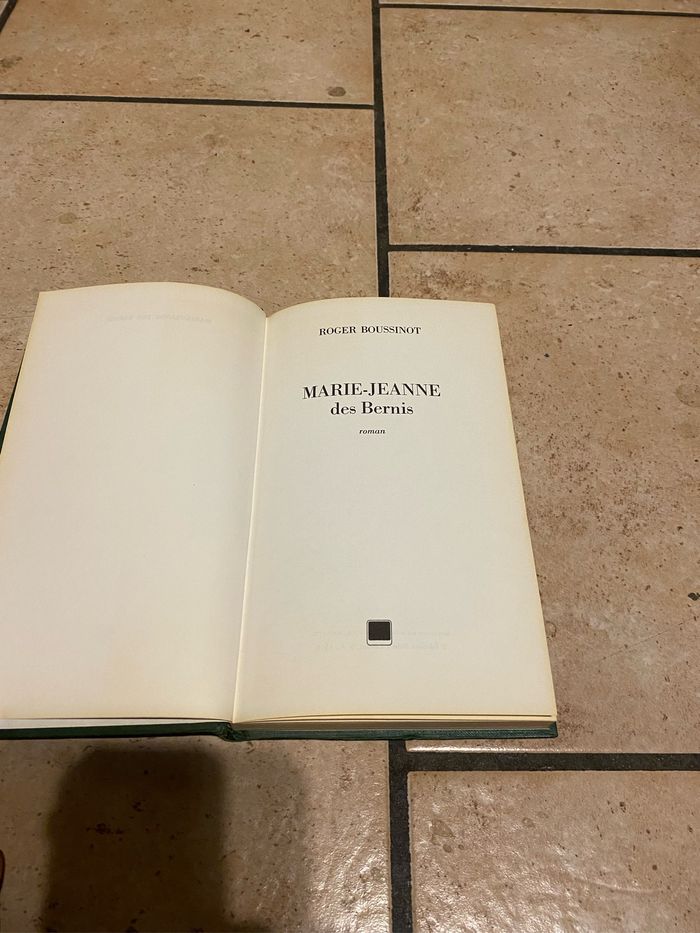 ROGER BOUSSINOT
MARIE-JEANNE
des Bernis
roman